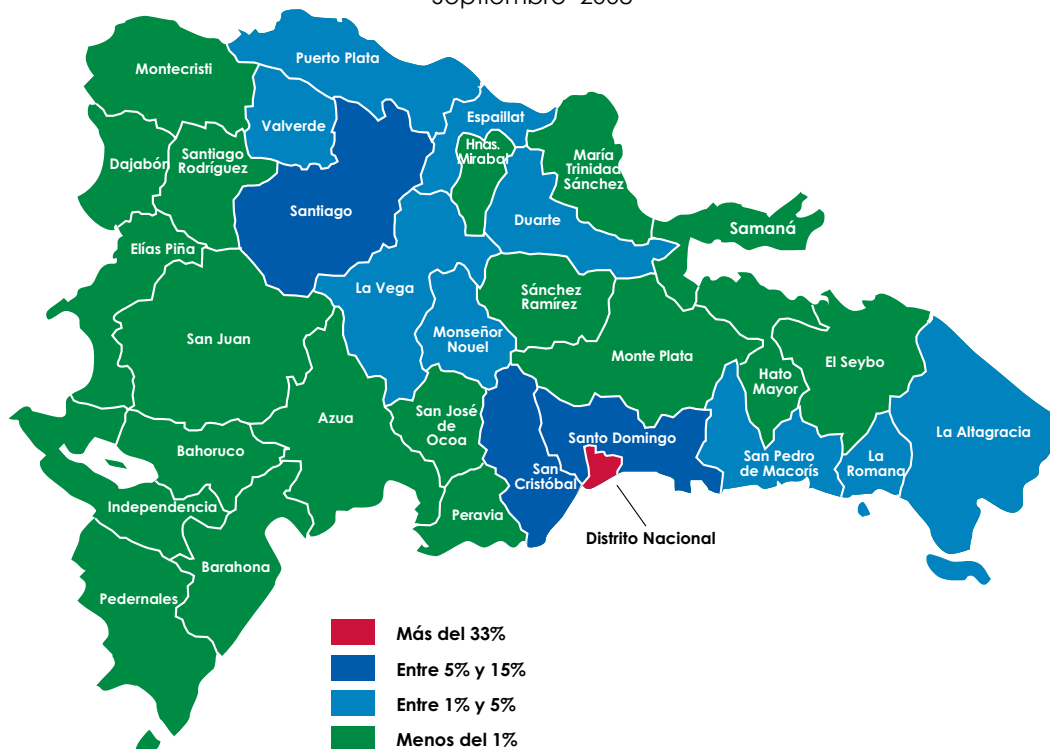 Puerto Plata
Montecristi
Valverde
Espaillat
Hnas.
Mirabal
Dajabón
Santiago
Rodríguez
María
Trinidad
Sánchez
Santiago
Duarte
Samaná
Elías Piña
La Vega
Sánchez
Ramírez
San Juan
Monseñor
Nouel
Monte Plata
Hato
Mayor
El Seybo
Azua
San José
de
Ocoa
Santo Domingo
La Altagracia
Bahoruco
San
Cristóbal
San Pedro
de Macorís
La
Romana
Independencia
Peravia
Distrito Nacional
Barahona
Pedernales
Más del 33%
Entre 5% y 15%
Entre 1% y 5%
Menos del 1%